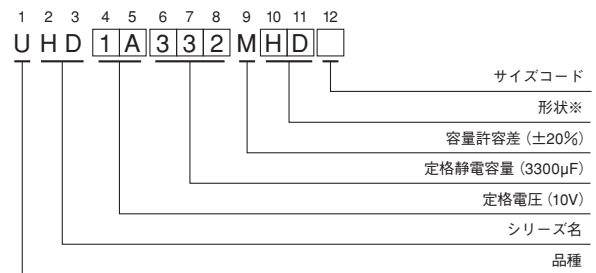 1 2 3 4 5 6 7 8 9 10 11 12
U H D 1 A 3 3 2 M H D
サイズコード
形状※
容量許容差 (±20%)
定格静電容量 (3300µF)
定格電圧 (10V)
シリーズ名
品種